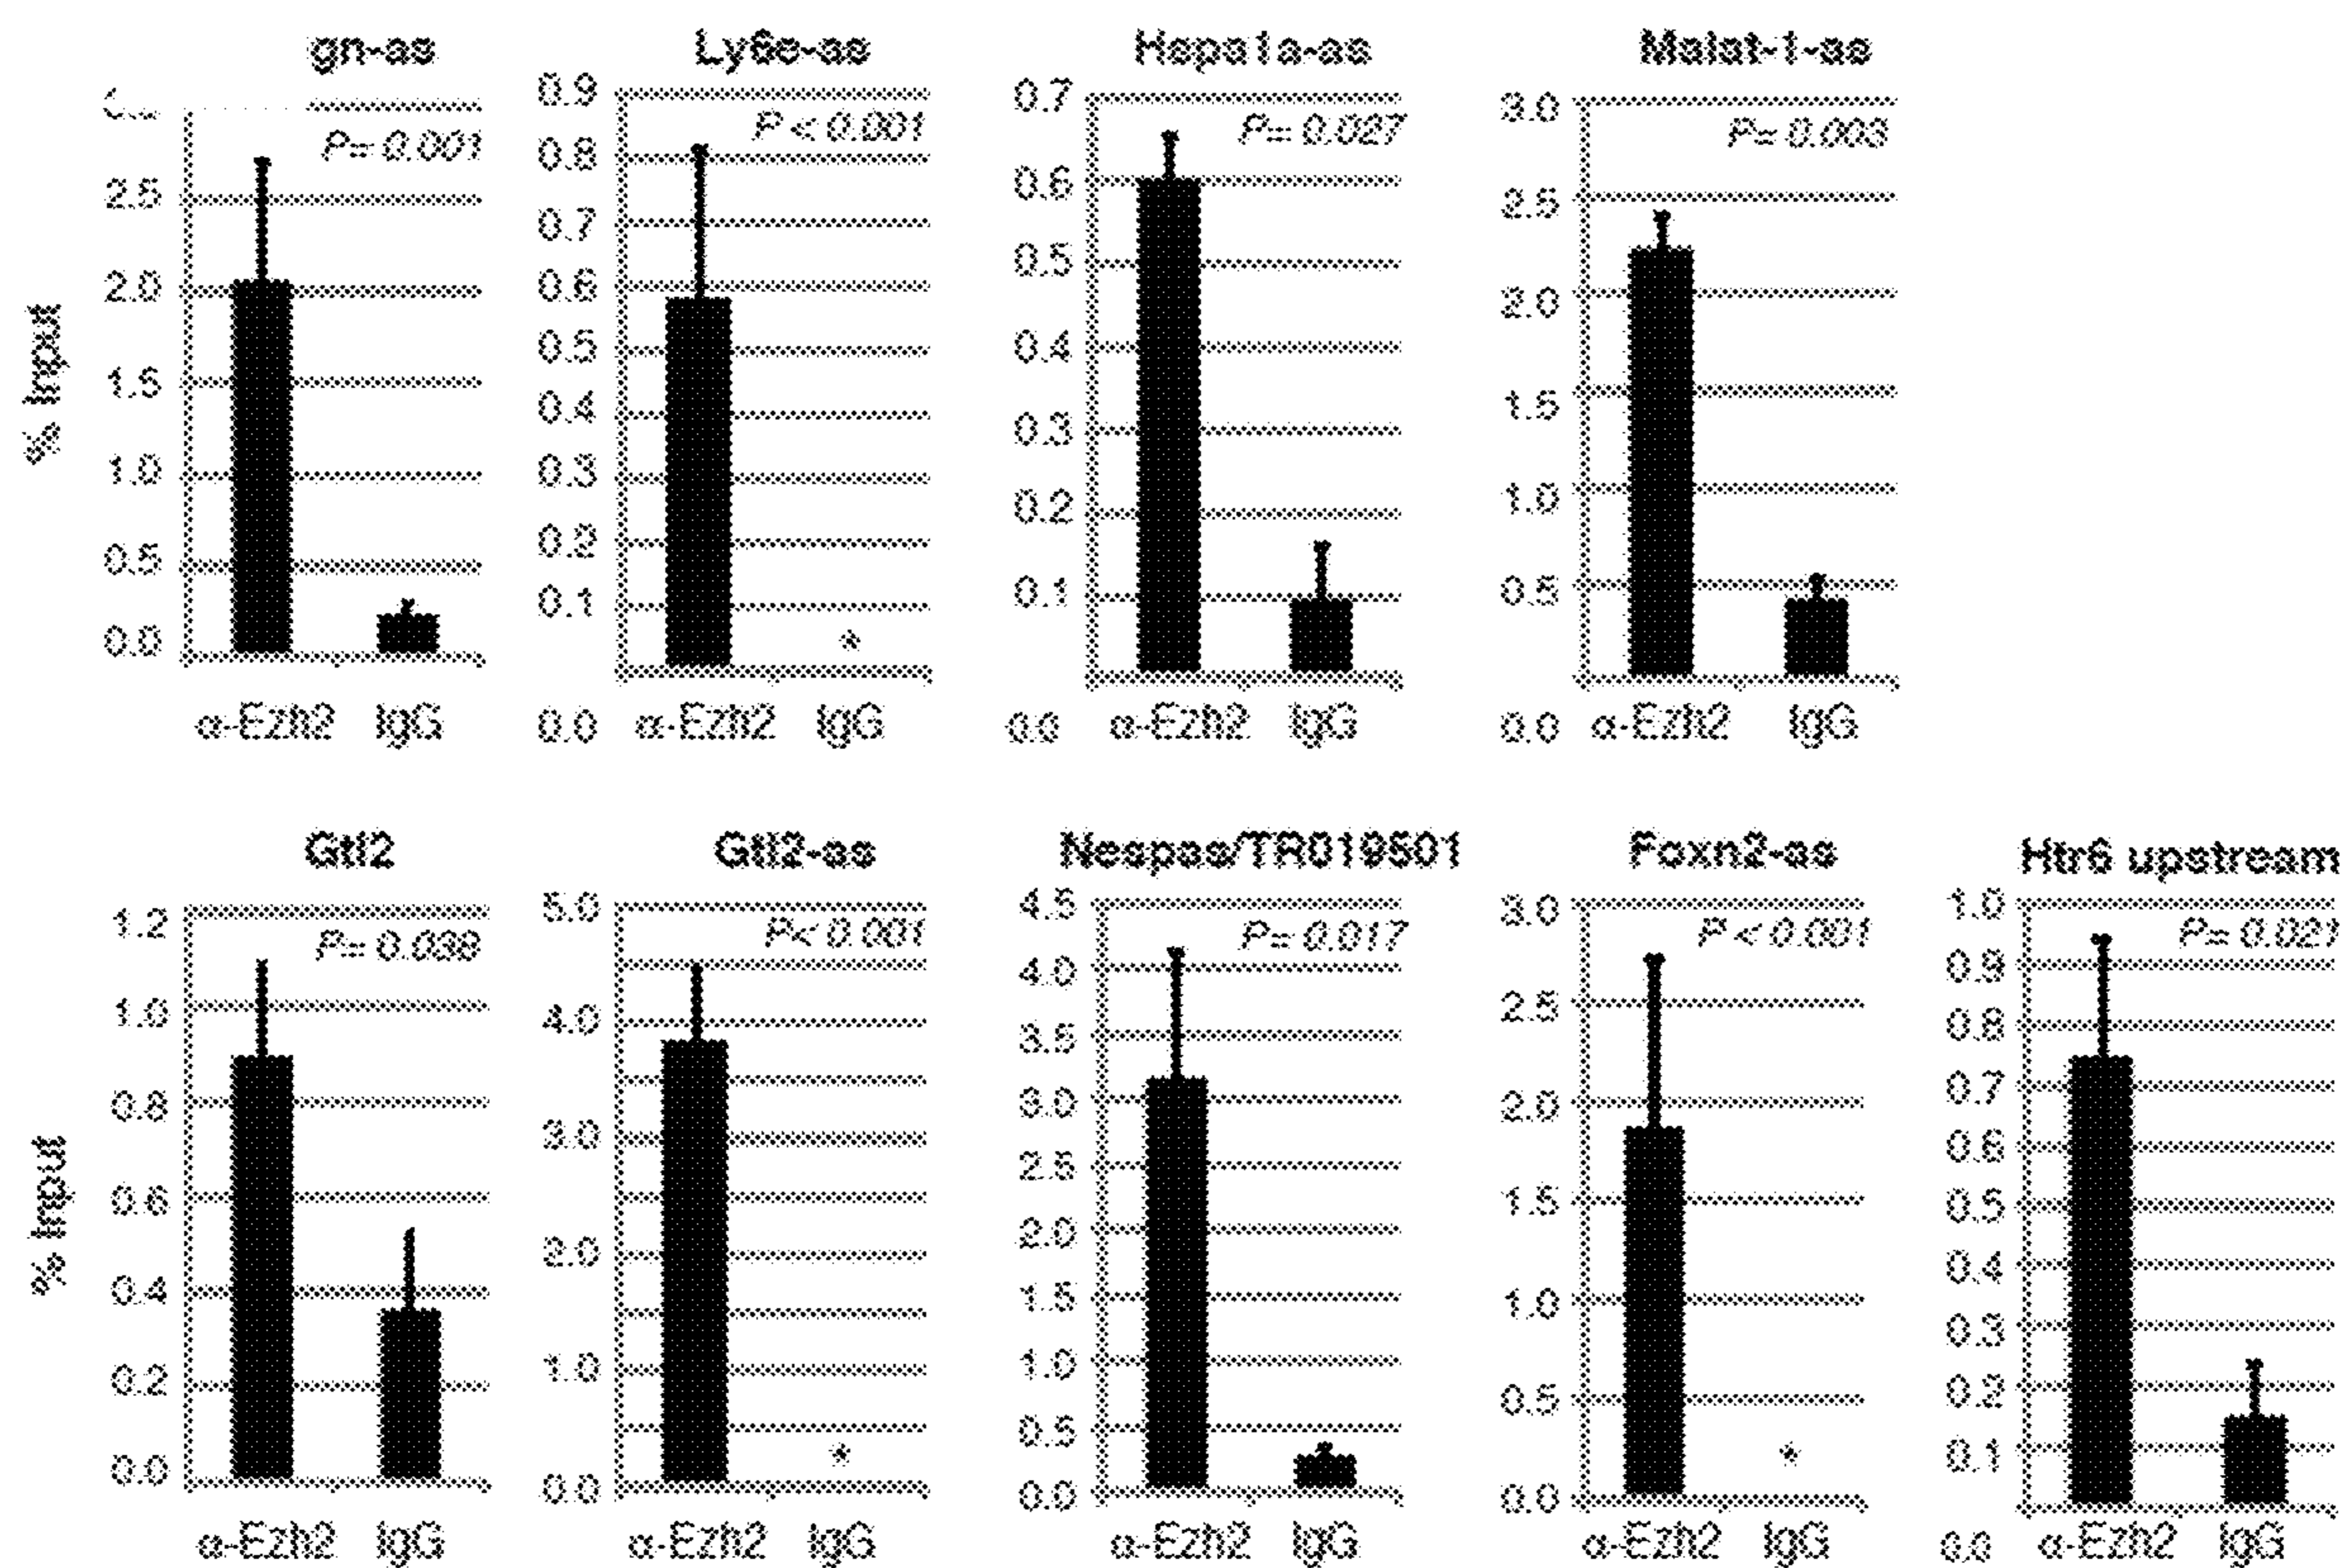 gn-as
P= 0.001
2.5
2.0
1.5
1.0
0.5
0.0
% Input
α-Ezh2 IgG
Ly6e-as
P < 0.001
0.9
0.8
0.7
0.6
0.5
0.4
0.3
0.2
0.1
0.0
α-Ezh2 IgG
Hspa1a-as
P= 0.027
0.7
0.6
0.5
0.4
0.3
0.2
0.1
0.0
α-Ezh2 IgG
Malat-1-as
P= 0.003
3.0
2.5
2.0
1.5
1.0
0.5
0.0
α-Ezh2 IgG
Gtl2
P= 0.038
1.2
1.0
0.8
0.6
0.4
0.2
0.0
% Input
α-Ezh2 IgG
Gtl2-as
P< 0.001
5.0
4.0
3.0
2.0
1.0
0.0
α-Ezh2 IgG
Nespas/TR019501
P= 0.017
4.5
4.0
3.5
3.0
2.5
2.0
1.5
1.0
0.5
0.0
α-Ezh2 IgG
Foxn2-as
P < 0.001
3.0
2.5
2.0
1.5
1.0
0.5
0.0
α-Ezh2 IgG
Htr6 upstream
P= 0.021
1.0
0.9
0.8
0.7
0.6
0.5
0.4
0.3
0.2
0.1
0.0
α-Ezh2 IgG